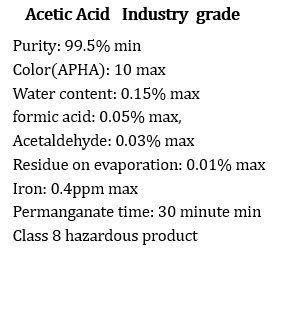 Acetic Acid Industry grade
Purity: 99.5% min
Color(APHA): 10 max
Water content: 0.15% max
formic acid: 0.05% max,
Acetaldehyde: 0.03% max
Residue on evaporation: 0.01% max
Iron: 0.4ppm max
Permanganate time: 30 minute min
Class 8 hazardous product